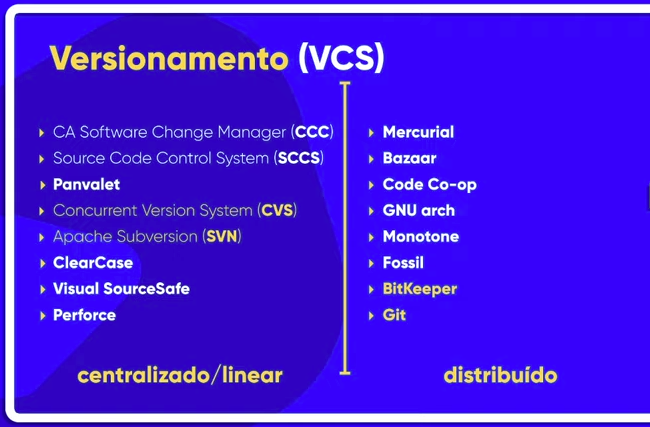 Versionamento (VCS)
CA Software Change Manager (CCC)
Source Code Control System (SCCS)
Panvalet
Concurrent Version System (CVS)
Apache Subversion (SVN)
ClearCase
Visual SourceSafe
Perforce
centralizado/linear
Mercurial
Bazaar
Code Co-op
GNU arch
Monotone
Fossil
BitKeeper
Git
distribuído